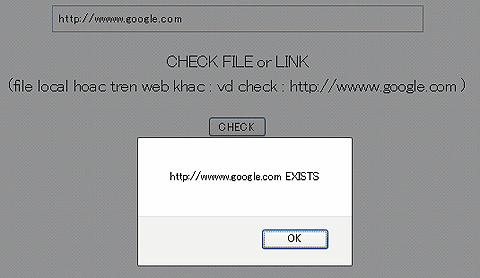 http://wwww.google.com
CHECK FILE or LINK
(file local hoac tren web khac : vd check : http://wwww.google.com )
CHECK
http://wwww.google.com EXISTS
OK